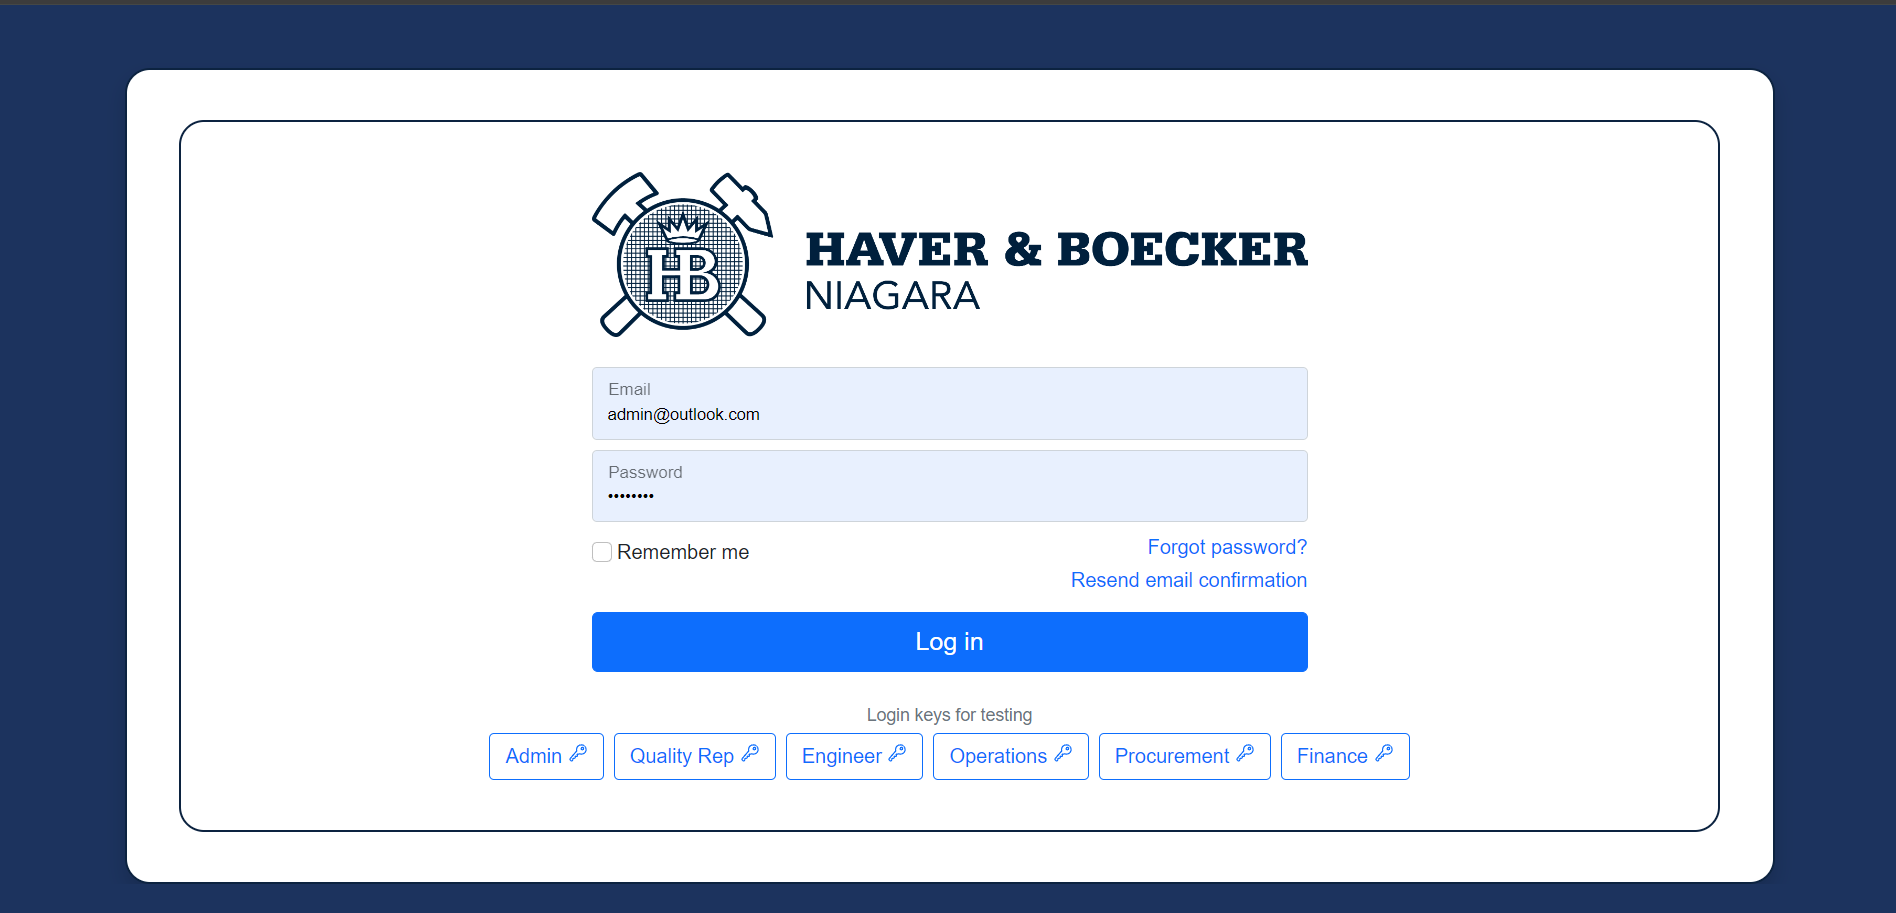 HB
HAVER & BOECKER
NIAGARA
Email
admin@outlook.com
Password
••••••••
Remember me
Forgot password?
Resend email confirmation
Log in
Login keys for testing
Admin
Quality Rep
Engineer
Operations
Procurement
Finance